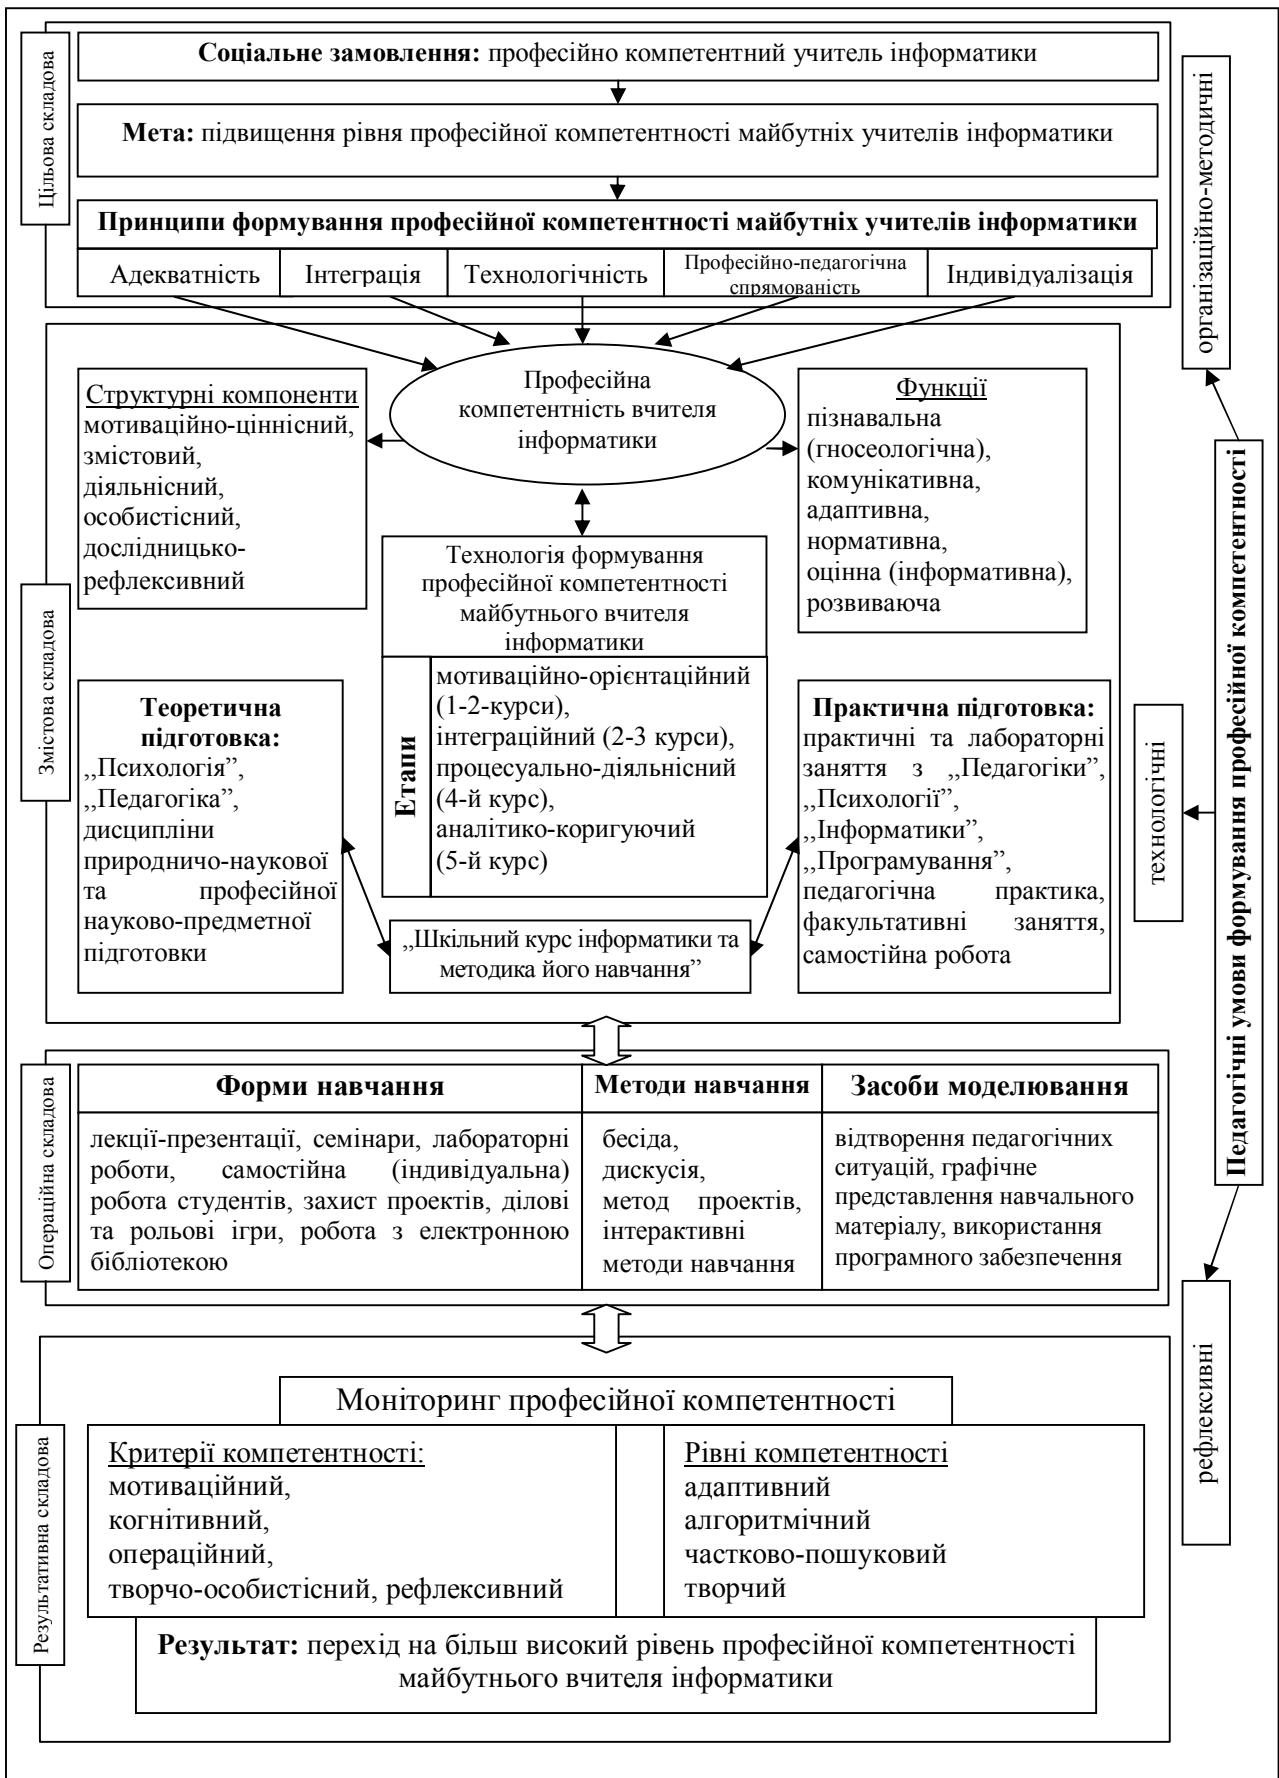 Цільова складова
Соціальне замовлення: професійно компетентний учитель інформатики
Мета: підвищення рівня професійної компетентності майбутніх учителів інформатики
Принципи формування професійної компетентності майбутніх учителів інформатики
Адекватність
Інтеграція
Технологічність
Професійно-педагогічна
спрямованість
Індивідуалізація
Змістова складова
Професійна
компетентність вчителя
інформатики
Структурні компоненти
мотиваційно-ціннісний,
змістовий,
діяльнісний,
особистісний,
дослідницько-
рефлексивний
Функції
пізнавальна
(гносеологічна),
комунікативна,
адаптивна,
нормативна,
оцінна (інформативна),
розвиваюча
Технологія формування
професійної компетентності
майбутнього вчителя
інформатики
Етапи
мотиваційно-орієнтаційний
(1-2-курси),
інтеграційний (2-3 курси),
процесуально-діяльнісний
(4-й курс),
аналітико-коригуючий
(5-й курс)
Теоретична
підготовка:
,,Психологія”,
,,Педагогіка”,
дисципліни
природничо-наукової
та професійної
науково-предметної
підготовки
Практична підготовка:
практичні та лабораторні
заняття з ,,Педагогіки”,
,,Психології”,
,,Інформатики”,
,,Програмування”,
педагогічна практика,
факультативні заняття,
самостійна робота
,,Шкільний курс інформатики та
методика його навчання”
Операційна складова
Форми навчання
лекції-презентації, семінари, лабораторні
роботи, самостійна (індивідуальна)
робота студентів, захист проектів, ділові
та рольові ігри, робота з електронною
бібліотекою
Методи навчання
бесіда,
дискусія,
метод проектів,
інтерактивні
методи навчання
Засоби моделювання
відтворення педагогічних
ситуацій, графічне
представлення навчального
матеріалу, використання
програмного забезпечення
Результативна складова
Моніторинг професійної компетентності
Критерії компетентності:
мотиваційний,
когнітивний,
операційний,
творчо-особистісний, рефлексивний
Рівні компетентності
адаптивний
алгоритмічний
частково-пошуковий
творчий
Результат: перехід на більш високий рівень професійної компетентності
майбутнього вчителя інформатики
Педагогічні умови формування професійної компетентності
організаційно-методичні
технологічні
рефлексивні